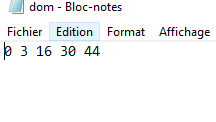 dom - Bloc-notes
Fichier Edition Format Affichage
0 3 16 30 44